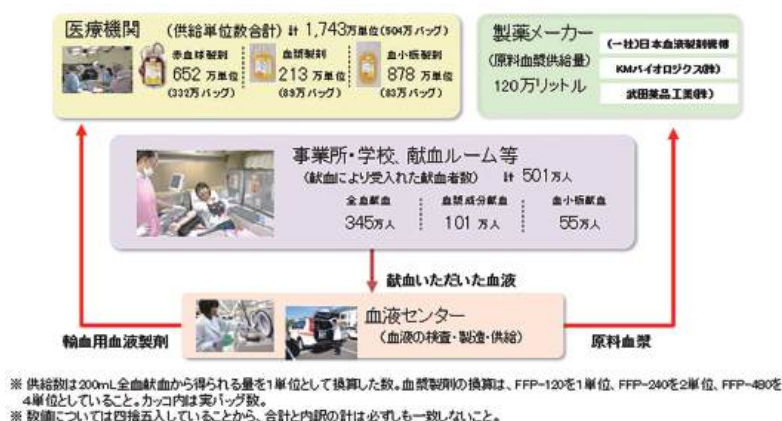 医療機関 (供給単位数合計) 計 1,743万単位(504万バッグ)
赤血球製剤 血漿製剤 血小板製剤
652 万単位 213 万単位 878 万単位
(332万バッグ) (89万バッグ) (83万バッグ)
製薬メーカー
(原料血漿供給量)
120万リットル
(一社)日本血液製剤機構
KMバイオロジクス(株)
武田薬品工業(株)
事業所・学校、献血ルーム等
(献血により受入れた献血者数) 計 501万人
全血献血 血漿成分献血 血小板献血
345万人 101 万人 55万人
献血いただいた血液
血液センター
(血液の検査・製造・供給)
輸血用血液製剤
原料血漿
※ 供給数は200mL全血献血から得られる量を1単位として換算した数。血漿製剤の換算は、FFP-120を1単位、FFP-240を2単位、FFP-480を
4単位としていること。カッコ内は実バッグ数。
※ 数値については四捨五入していることから、合計と内訳の計は必ずしも一致しないこと。